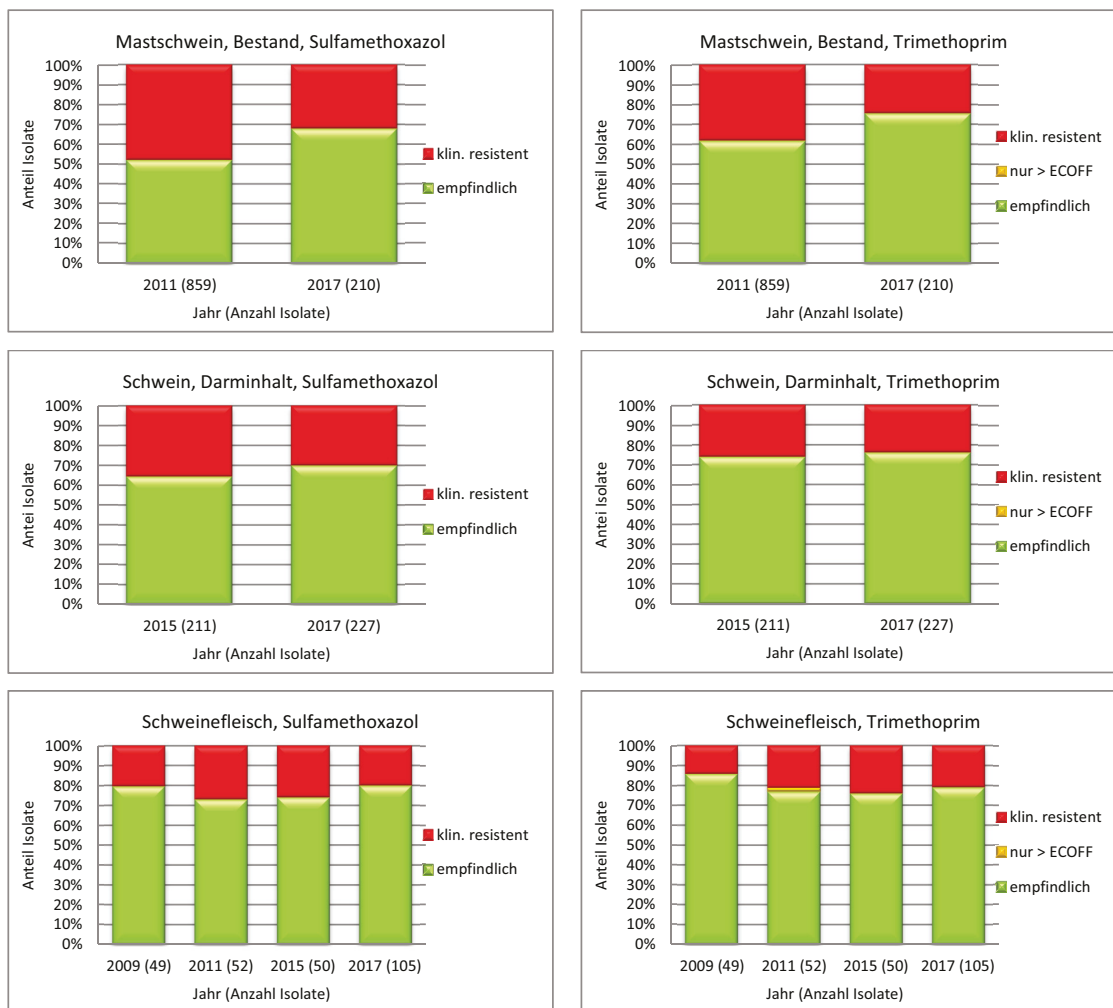 Mastschwein, Bestand, Sulfamethoxazol
Anteil Isolate
100%
90%
80%
70%
60%
50%
40%
30%
20%
10%
0%
klin. resistent
empfindlich
2011 (859) 2017 (210)
Jahr (Anzahl Isolate)
Mastschwein, Bestand, Trimethoprim
Anteil Isolate
100%
90%
80%
70%
60%
50%
40%
30%
20%
10%
0%
klin. resistent
nur > ECOFF
empfindlich
2011 (859) 2017 (210)
Jahr (Anzahl Isolate)
Schwein, Darminhalt, Sulfamethoxazol
Antei Isolate
100%
90%
80%
70%
60%
50%
40%
30%
20%
10%
0%
klin. resistent
empfindlich
2015 (211) 2017 (227)
Jahr (Anzahl Isolate)
Schwein, Darminhalt, Trimethoprim
Anteil Isolate
100%
90%
80%
70%
60%
50%
40%
30%
20%
10%
0%
klin. resistent
nur > ECOFF
empfindlich
2015 (211) 2017 (227)
Jahr (Anzahl Isolate)
Schweinefleisch, Sulfamethoxazol
Anteil Isolate
100%
90%
80%
70%
60%
50%
40%
30%
20%
10%
0%
klin. resistent
empfindlich
2009 (49) 2011 (52) 2015 (50) 2017 (105)
Jahr (Anzahl Isolate)
Schweinefleisch, Trimethoprim
Anteil Isolate
100%
90%
80%
70%
60%
50%
40%
30%
20%
10%
0%
klin. resistent
nur > ECOFF
empfindlich
2009 (49) 2011 (52) 2015 (50) 2017 (105)
Jahr (Anzahl Isolate)